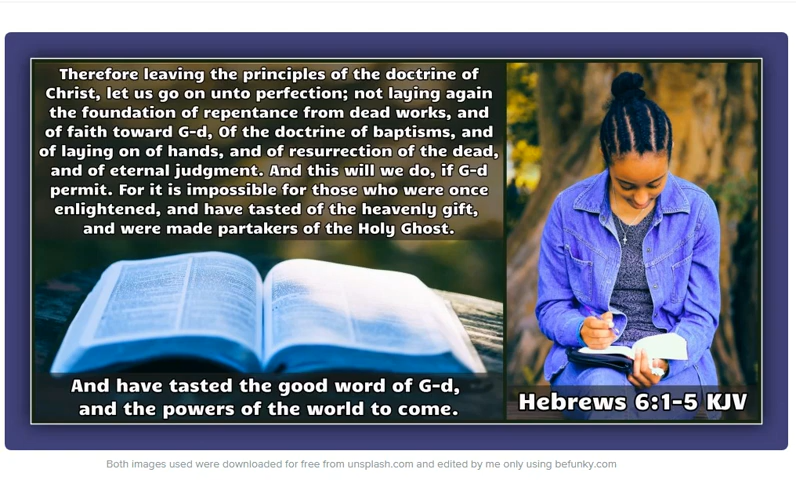 Therefore leaving the principles of the doctrine of
Christ, let us go on unto perfection; not laying again
the foundation of repentance from dead works, and
of faith toward G-d, Of the doctrine of baptisms, and
of laying on of hands, and of resurrection of the dead,
and of eternal judgment. And this will we do, if G-d
permit. For it is impossible for those who were once
enlightened, and have tasted of the heavenly gift,
and were made partakers of the Holy Ghost.
And have tasted the good word of G-d,
and the powers of the world to come.
Hebrews 6:1-5 KJV
Both images used were downloaded for free from unsplash.com and edited by me only using befunky.com